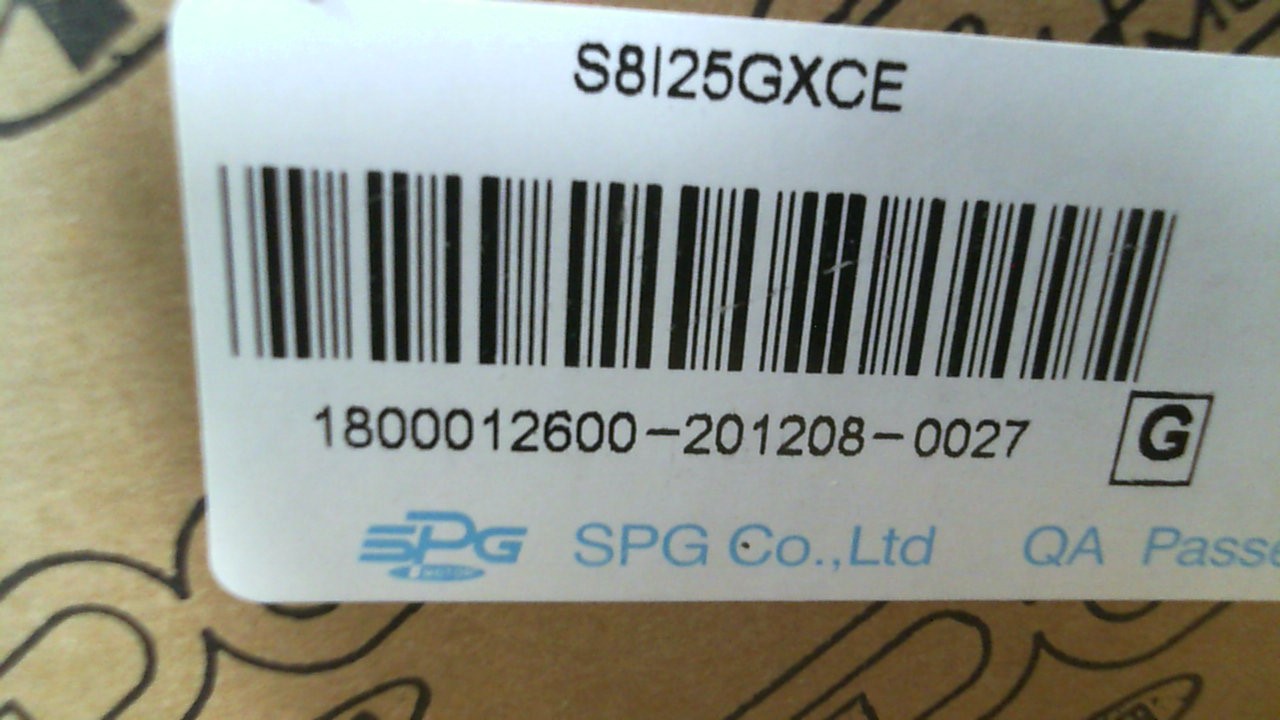 S8I25GXCE
1800012600-201208-0027 G
SPG SPG Co.,Ltd QA